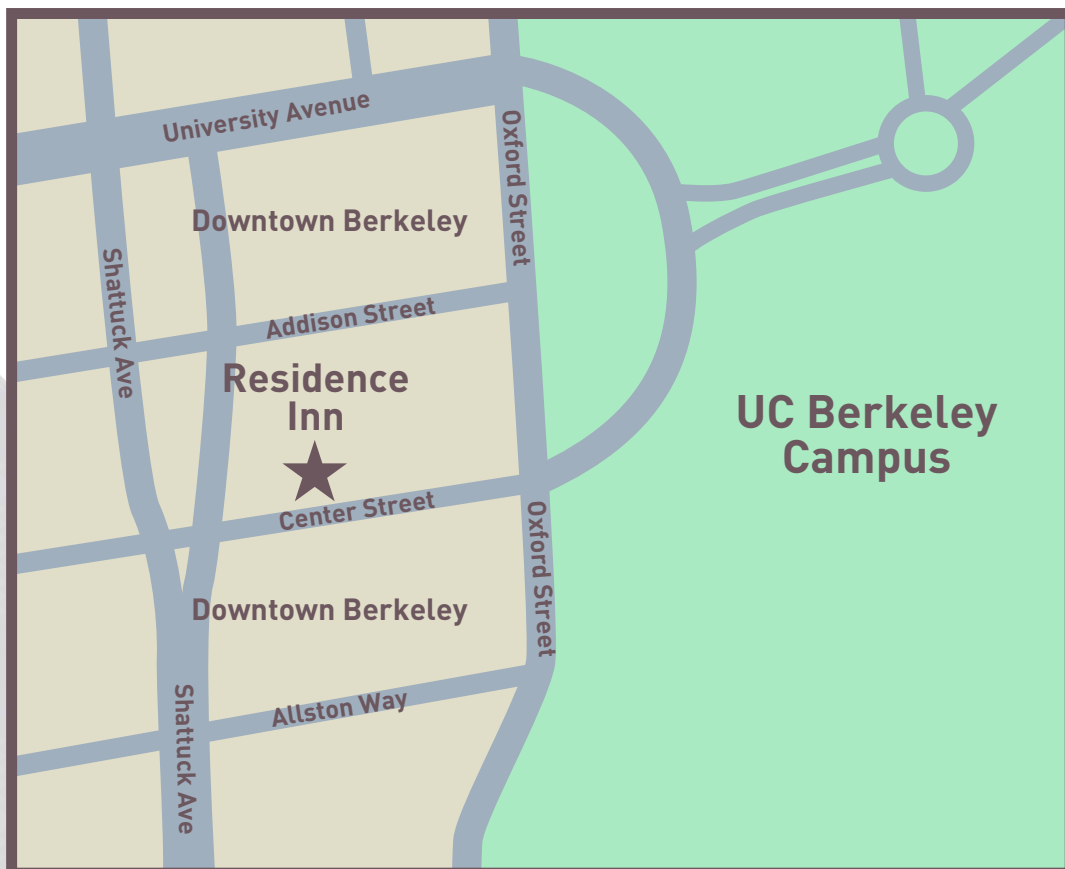 University Avenue
Oxford Street
Downtown Berkeley
Shattuck Ave
Addison Street
Residence
Inn
UC Berkeley
Campus
Center Street
Oxford Street
Downtown Berkeley
Allston Way
Shattuck Ave